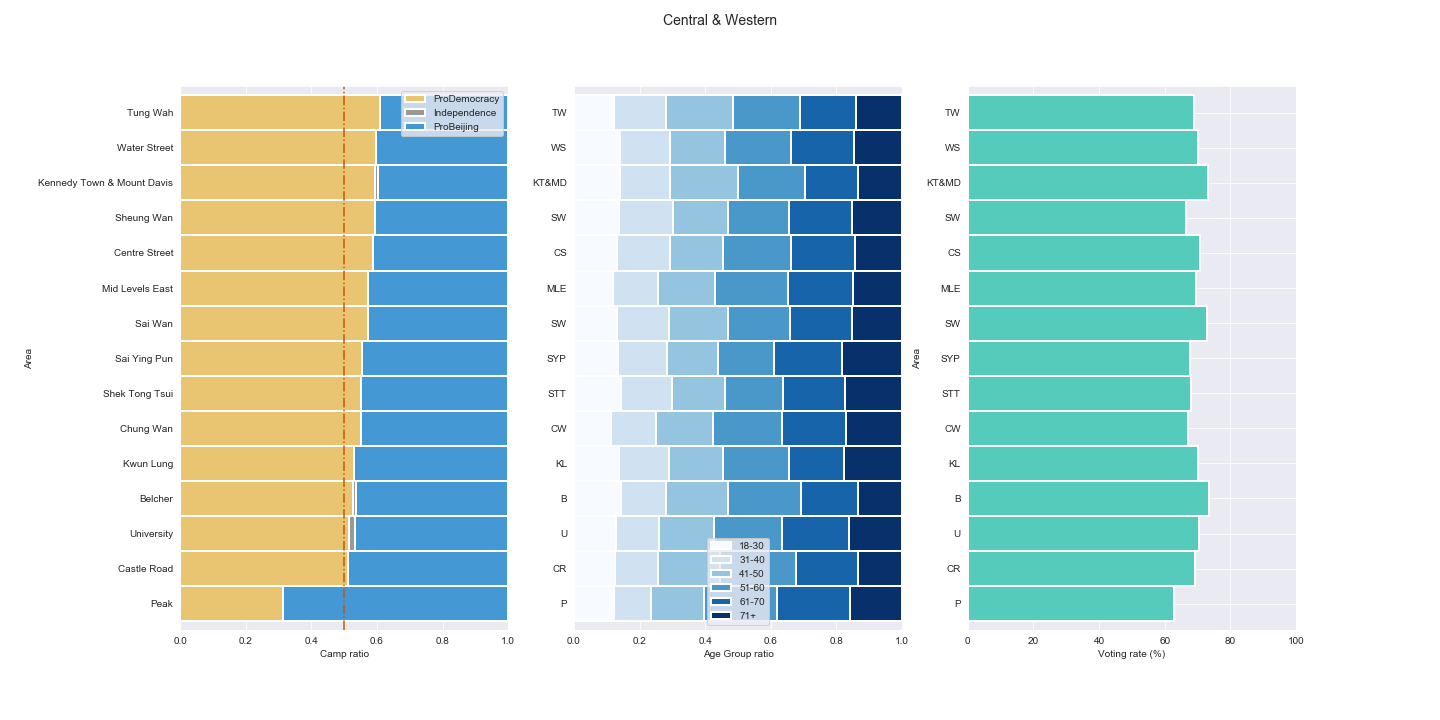 Central & Western
Area
Tung Wah
Water Street
Kennedy Town & Mount Davis
Sheung Wan
Centre Street
Mid Levels East
Sai Wan
Sai Ying Pun
Shek Tong Tsui
Chung Wan
Kwun Lung
Belcher
University
Castle Road
Peak
ProDemocracy
Independence
ProBeijing
0.0 0.2 0.4 0.6 0.8 1.0
Camp ratio
TW
WS
KT&MD
SW
CS
MLE
SW
SYP
STT
CW
KL
B
U
CR
P
18-30
31-40
41-50
51-60
61-70
71+
0.0 0.2 0.4 0.6 0.8 1.0
Age Group ratio
Area
TW
WS
KT&MD
SW
CS
MLE
SW
SYP
STT
CW
KL
B
U
CR
P
0 20 40 60 80 100
Voting rate (%)